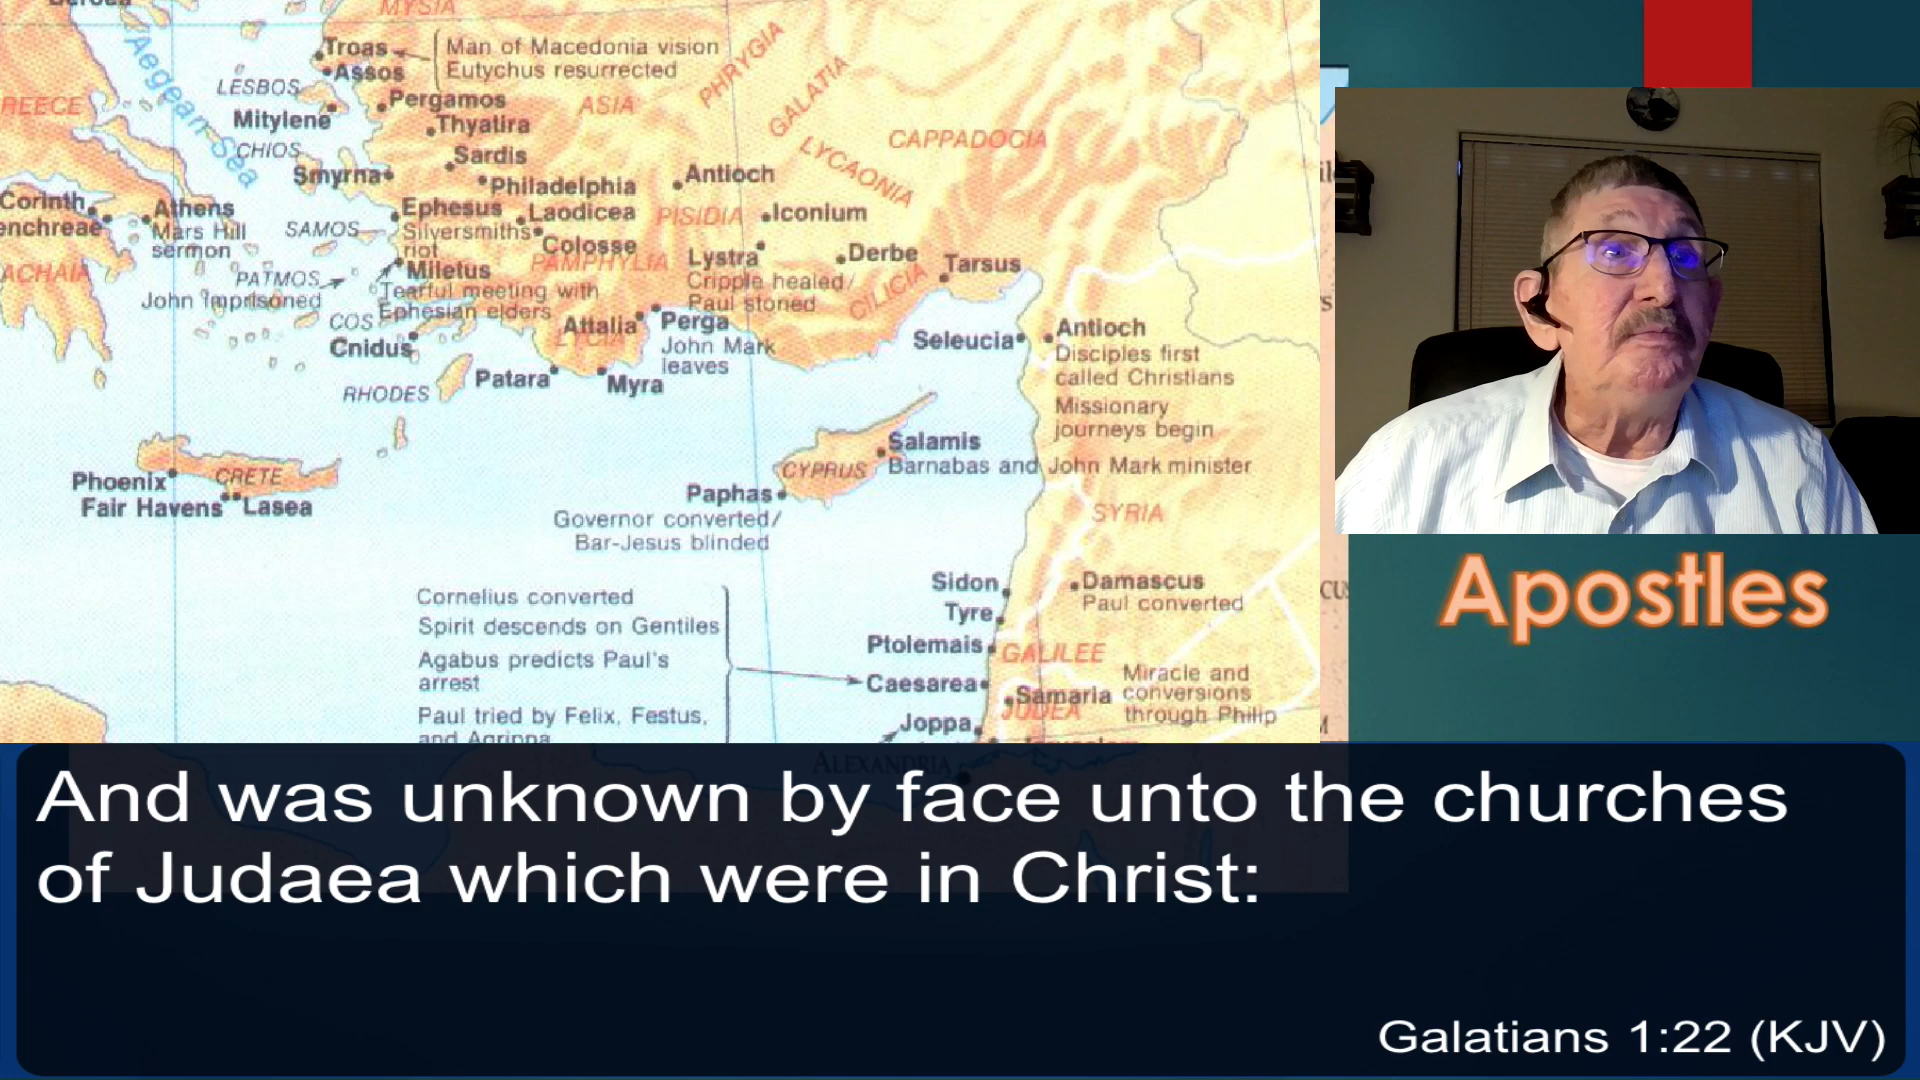 MYSIA
Aegean Sea
Troas
Man of Macedonia vision
Eutychus resurrected
Assos
LESBOS
PHRYGIA
GALATIA
REECE
Pergamos
ASIA
Mitylene
Thyatira
CAPPADOCIA
CHIOS
Sardis
LYCAONIA
Smyrna
Philadelphia
Antioch
Corinth
Athens
Ephesus
Laodicea
PISIDIA
Iconium
enchreae
Mars Hill
sermon
SAMOS
Silversmiths'
riot
Colosse
PAMPHYLIA
Lystra
Derbe
Tarsus
ACHAIA
PATMOS
Miletus
Cripple healed/
Paul stoned
CILICIA
John Imprisoned
Tearful meeting with
Ephesian elders
COS
Cnidus
Attalia
LYCIA
Perga
John Mark
leaves
Seleucia
Antioch
Disciples first
called Christians
Missionary
journeys begin
RHODES
Patara
Myra
Salamis
Barnabas and John Mark minister
CYPRUS
Phoenix
CRETE
Fair Havens
Lasea
Paphas
Governor converted/
Bar-Jesus blinded
SYRIA
Sidon
Damascus
Paul converted
Tyre
Cornelius converted
Spirit descends on Gentiles
Agabus predicts Paul's
arrest
Paul tried by Felix, Festus,
and Agrippa
Ptolemais
GALILEE
Caesarea
Samaria
JUDEA
Miracle and
conversions
through Philip
Joppa
Apostles
ALEXANDRIA
And was unknown by face unto the churches
of Judaea which were in Christ:
Galatians 1:22 (KJV)